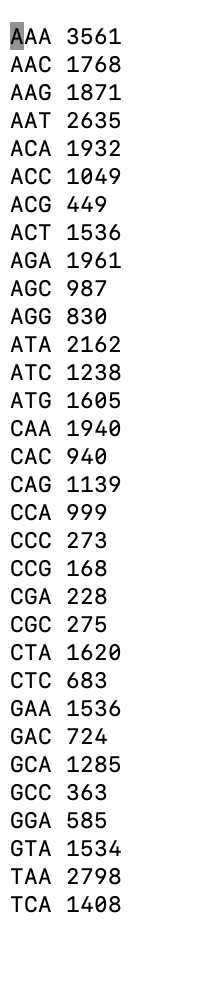 AAA 3561
AAC 1768
AAG 1871
AAT 2635
ACA 1932
ACC 1049
ACG 449
ACT 1536
AGA 1961
AGC 987
AGG 830
ATA 2162
ATC 1238
ATG 1605
CAA 1940
CAC 940
CAG 1139
CCA 999
CCC 273
CCG 168
CGA 228
CGC 275
CTA 1620
CTC 683
GAA 1536
GAC 724
GCA 1285
GCC 363
GGA 585
GTA 1534
TAA 2798
TCA 1408